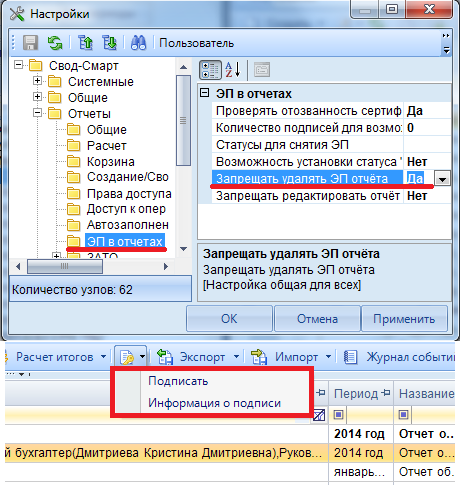 Настройки
Пользователь
Свод-Смарт
Системные
Общие
Отчеты
Общие
Расчет
Корзина
Создание/Сво
Права доступа
Доступ к опер
Автозаполнен
ЭП в отчетах
ЗАТО
Количество узлов: 62
ЭП в отчетах
Проверять отозванность сертиф Да
Количество подписей для возмо 0
Статусы для снятия ЭП
Возможность установки статуса " Нет
Запрещать удалять ЭП отчёта Да
Запрещать редактировать отчёт Нет
Запрещать удалять ЭП отчёта
Запрещать удалять ЭП отчёта
[Настройка общая для всех]
ОК Отмена Применить
Расчет итогов Экспорт Импорт Журнал событи
Подписать
Информация о подписи
Период Название
2014 год Отчет о...
й бухгалтер(Дмитриева Кристина Дмитриевна),Руков... 2014 год Отчет о...
январь... Отчет об.